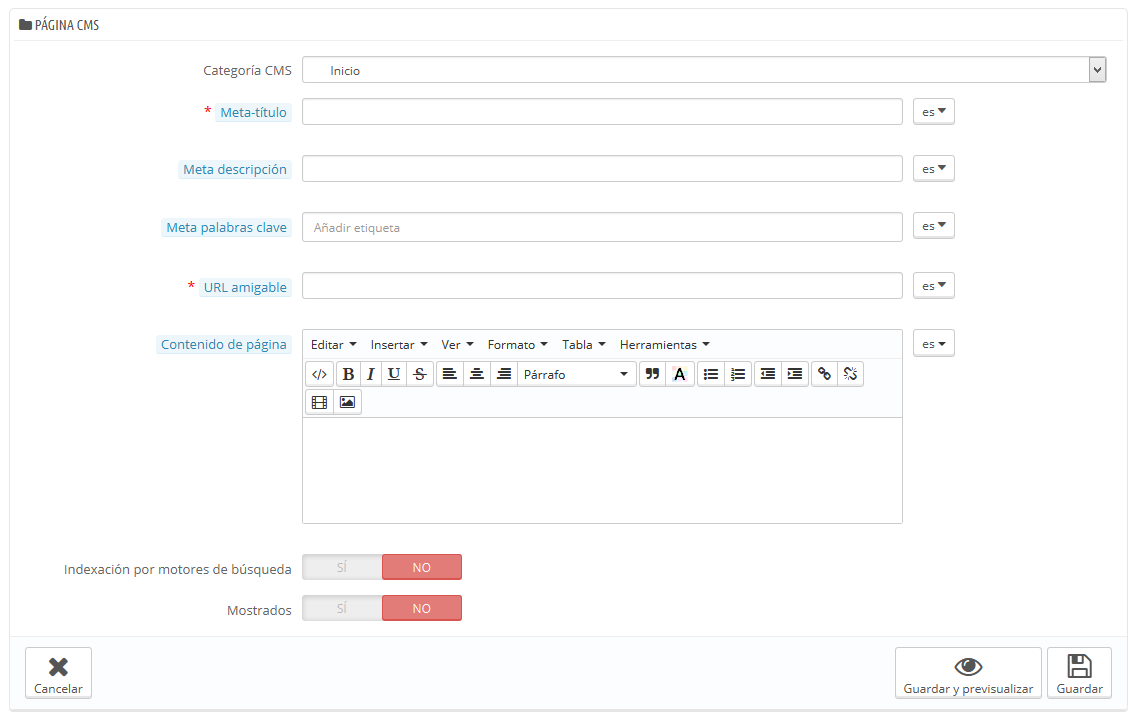 PÁGINA CMS
Categoría CMS Inicio
* Meta-título es
Meta descripción es
Meta palabras clave Añadir etiqueta es
* URL amigable es
Contenido de página Editar Insertar Ver Formato Tabla Herramientas es
B I U S Párrafo A
Indexación por motores de búsqueda SÍ NO
Mostrados SÍ NO
Cancelar Guardar y previsualizar Guardar